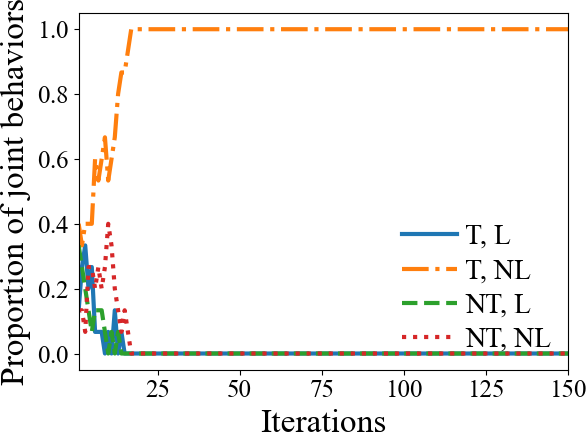 Proportion of joint behaviors
1.0
0.8
0.6
0.4
0.2
0.0
T, L
T, NL
NT, L
NT, NL
25
50
75
100
125
150
Iterations